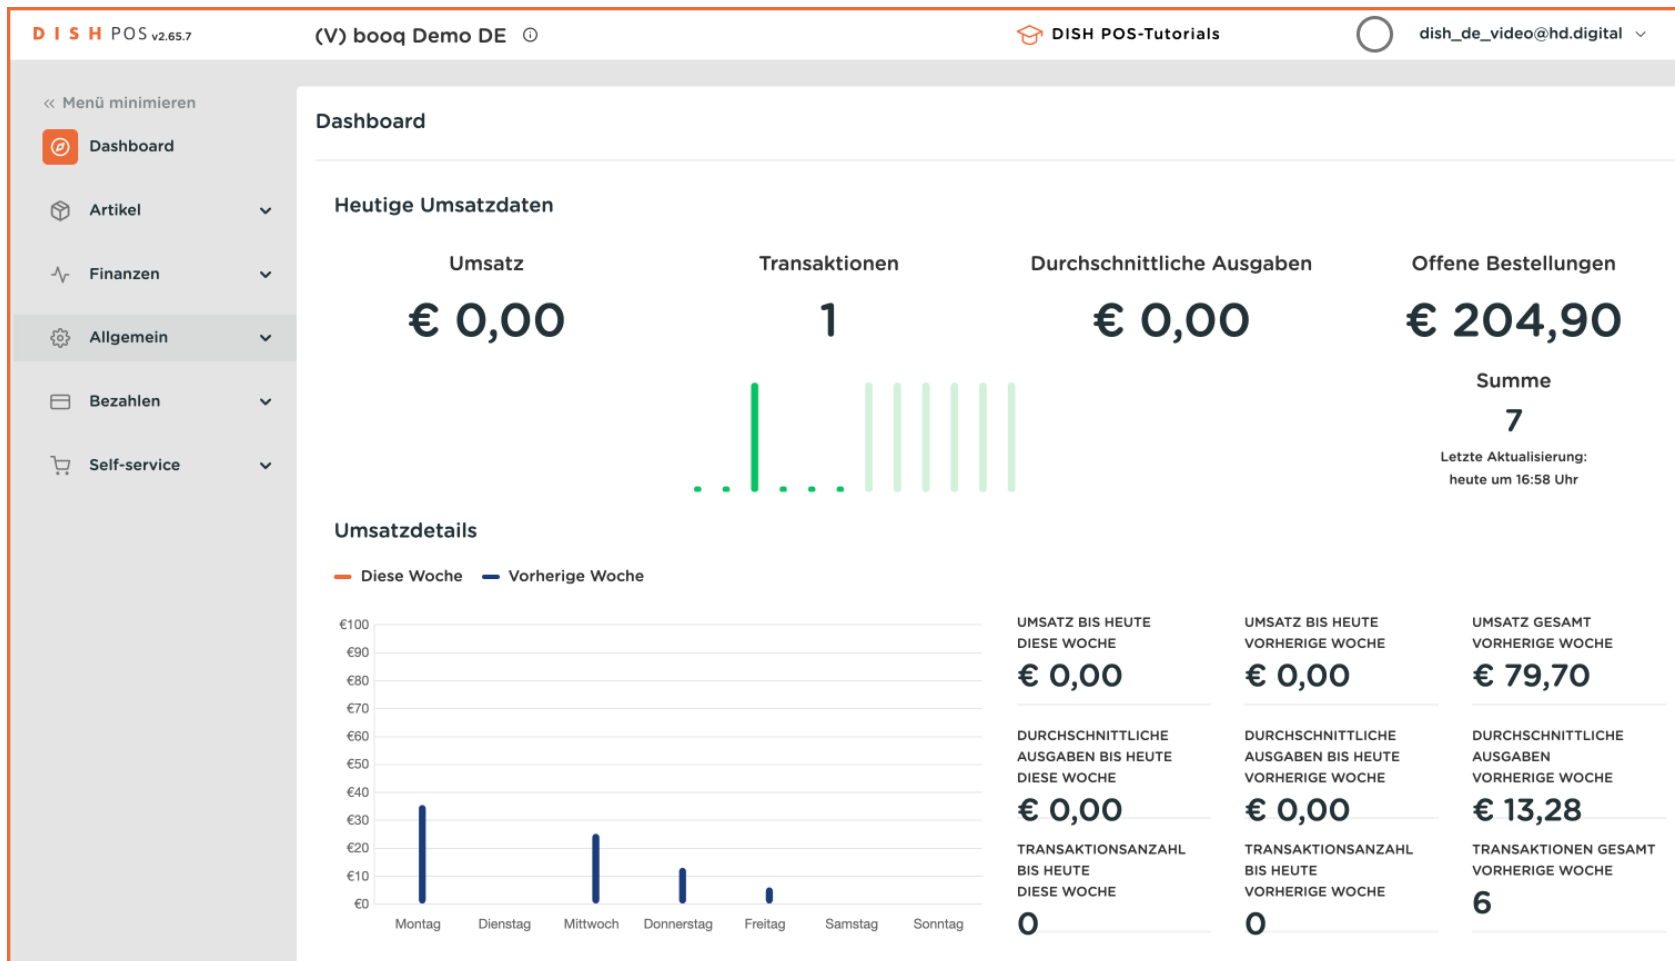 DISH POS v2.65.7
(V) booq Demo DE
DISH POS-Tutorials
dish_de_video@hd.digital
Menü minimieren
Dashboard
Artikel
Finanzen
Allgemein
Bezahlen
Self-service
Dashboard
Heutige Umsatzdaten
Umsatz
€ 0,00
Transaktionen
1
Durchschnittliche Ausgaben
€ 0,00
Offene Bestellungen
€ 204,90
Summe
7
Letzte Aktualisierung:
heute um 16:58 Uhr
Umsatzdetails
Diese Woche
Vorherige Woche
€100
€90
€80
€70
€60
€50
€40
€30
€20
€10
€0
Montag
Dienstag
Mittwoch
Donnerstag
Freitag
Samstag
Sonntag
UMSATZ BIS HEUTE
DIESE WOCHE
€ 0,00
UMSATZ BIS HEUTE
VORHERIGE WOCHE
€ 0,00
UMSATZ GESAMT
VORHERIGE WOCHE
€ 79,70
DURCHSCHNITTLICHE
AUSGABEN BIS HEUTE
DIESE WOCHE
€ 0,00
DURCHSCHNITTLICHE
AUSGABEN BIS HEUTE
VORHERIGE WOCHE
€ 0,00
DURCHSCHNITTLICHE
AUSGABEN
VORHERIGE WOCHE
€ 13,28
TRANSAKTIONSANZAHL
BIS HEUTE
DIESE WOCHE
0
TRANSAKTIONSANZAHL
BIS HEUTE
VORHERIGE WOCHE
0
TRANSAKTIONEN GESAMT
VORHERIGE WOCHE
6